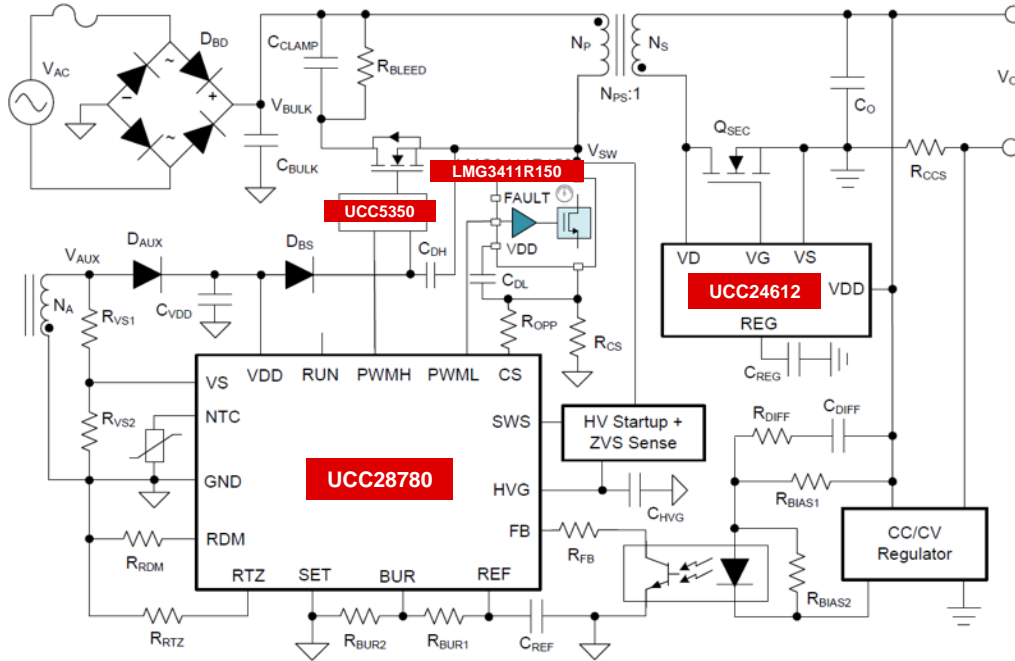 V_AC
D_BD
~
−
+
~
V_BULK
C_BULK
C_CLAMP
R_BLEED
N_P
N_S
N_PS:1
V_SW
C_O
Q_SEC
R_CCS
LMG3411R150
UCC5350
FAULT
VDD
C_DH
C_DL
R_OPP
R_CS
VD
VG
VS
UCC24612
VDD
REG
C_REG
V_AUX
D_AUX
D_BS
N_A
R_VS1
C_VDD
R_VS2
VDD
RUN
PWMH
PWML
CS
VS
NTC
GND
RDM
SWS
HVG
FB
UCC28780
RTZ
SET
BUR
REF
HV Startup +
ZVS Sense
C_HVG
R_FB
R_RDM
R_RTZ
R_BUR2
R_BUR1
C_REF
R_DIFF
C_DIFF
R_BIAS1
R_BIAS2
CC/CV
Regulator